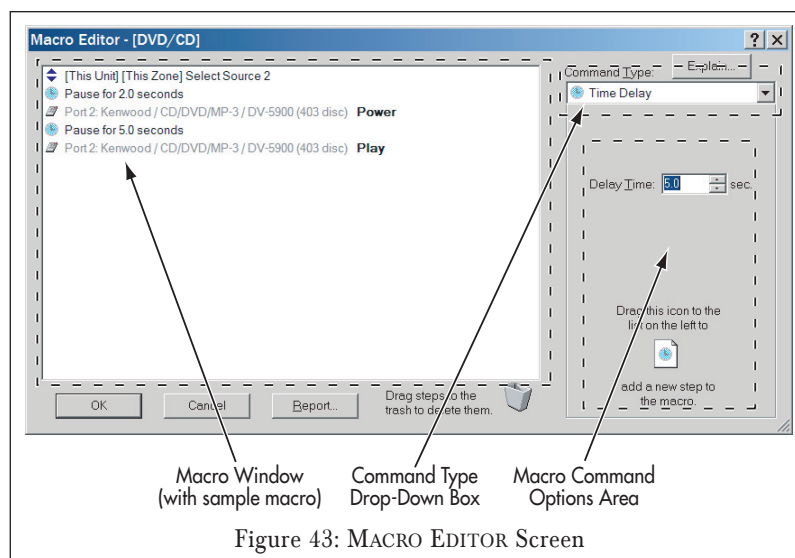 Macro Editor - [DVD/CD]
[This Unit] [This Zone] Select Source 2
Pause for 2.0 seconds
Port 2: Kenwood / CD/DVD/MP-3 / DV-5900 (403 disc) Power
Pause for 5.0 seconds
Port 2: Kenwood / CD/DVD/MP-3 / DV-5900 (403 disc) Play
Command Type:
Explain...
Time Delay
Delay Time: 5.0 sec.
Drag this icon to the
list on the left to
add a new step to
the macro.
OK
Cancel
Report...
Drag steps to the
trash to delete them.
Macro Window
(with sample macro)
Command Type
Drop-Down Box
Macro Command
Options Area
Figure 43: MACRO EDITOR Screen